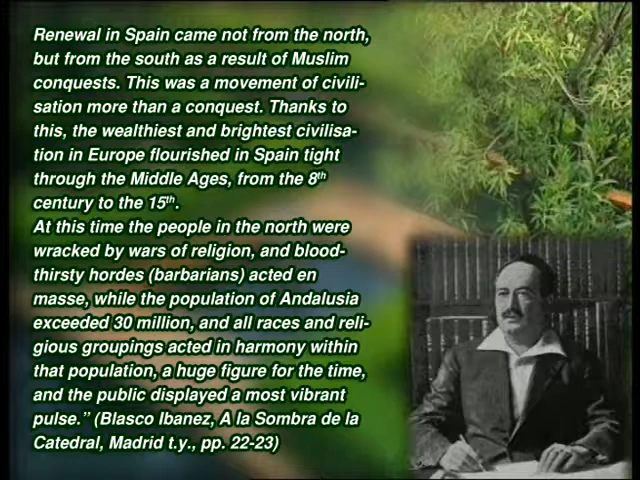 Renewal in Spain came not from the north,
but from the south as a result of Muslim
conquests. This was a movement of civili-
sation more than a conquest. Thanks to
this, the wealthiest and brightest civilisa-
tion in Europe flourished in Spain tight
through the Middle Ages, from the 8th
century to the 15th.
At this time the people in the north were
wracked by wars of religion, and blood-
thirsty hordes (barbarians) acted en
masse, while the population of Andalusia
exceeded 30 million, and all races and reli-
gious groupings acted in harmony within
that population, a huge figure for the time,
and the public displayed a most vibrant
pulse.” (Blasco Ibanez, A la Sombra de la
Catedral, Madrid t.y., pp. 22-23)